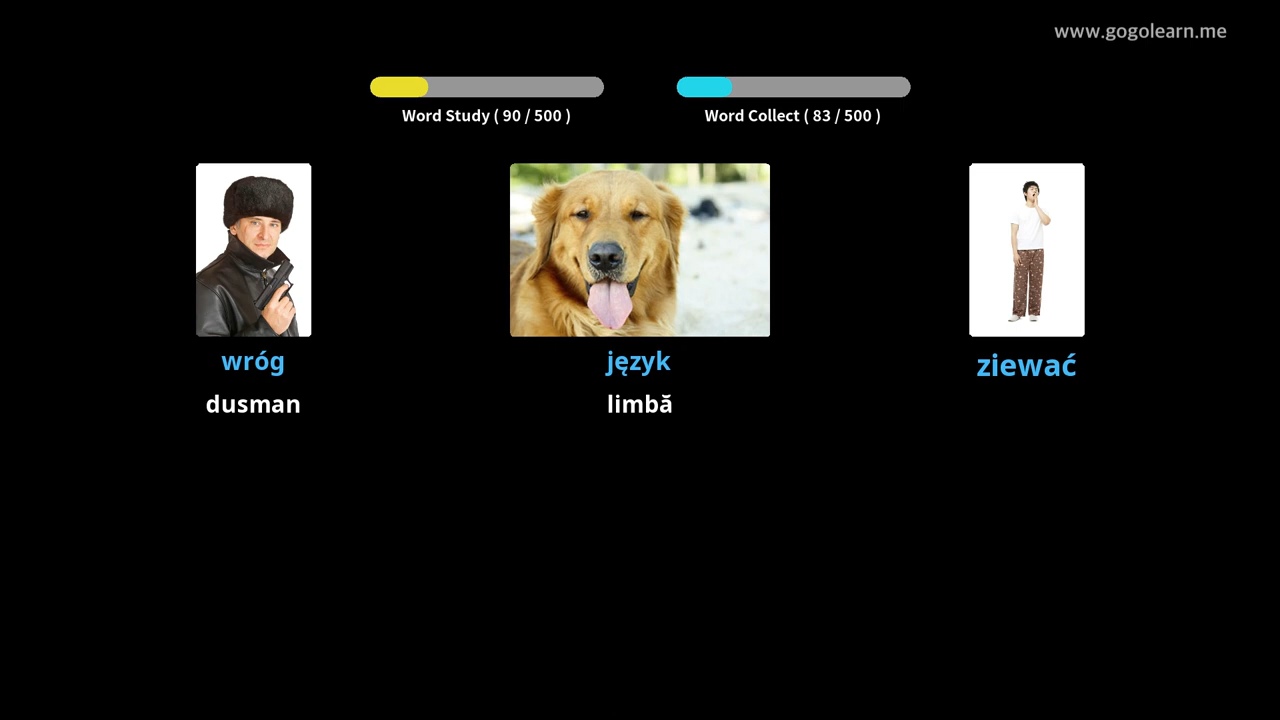 www.gogolearn.me
Word Study ( 90 / 500 )
Word Collect ( 83 / 500 )
wróg
język
ziewać
dusman
limbă